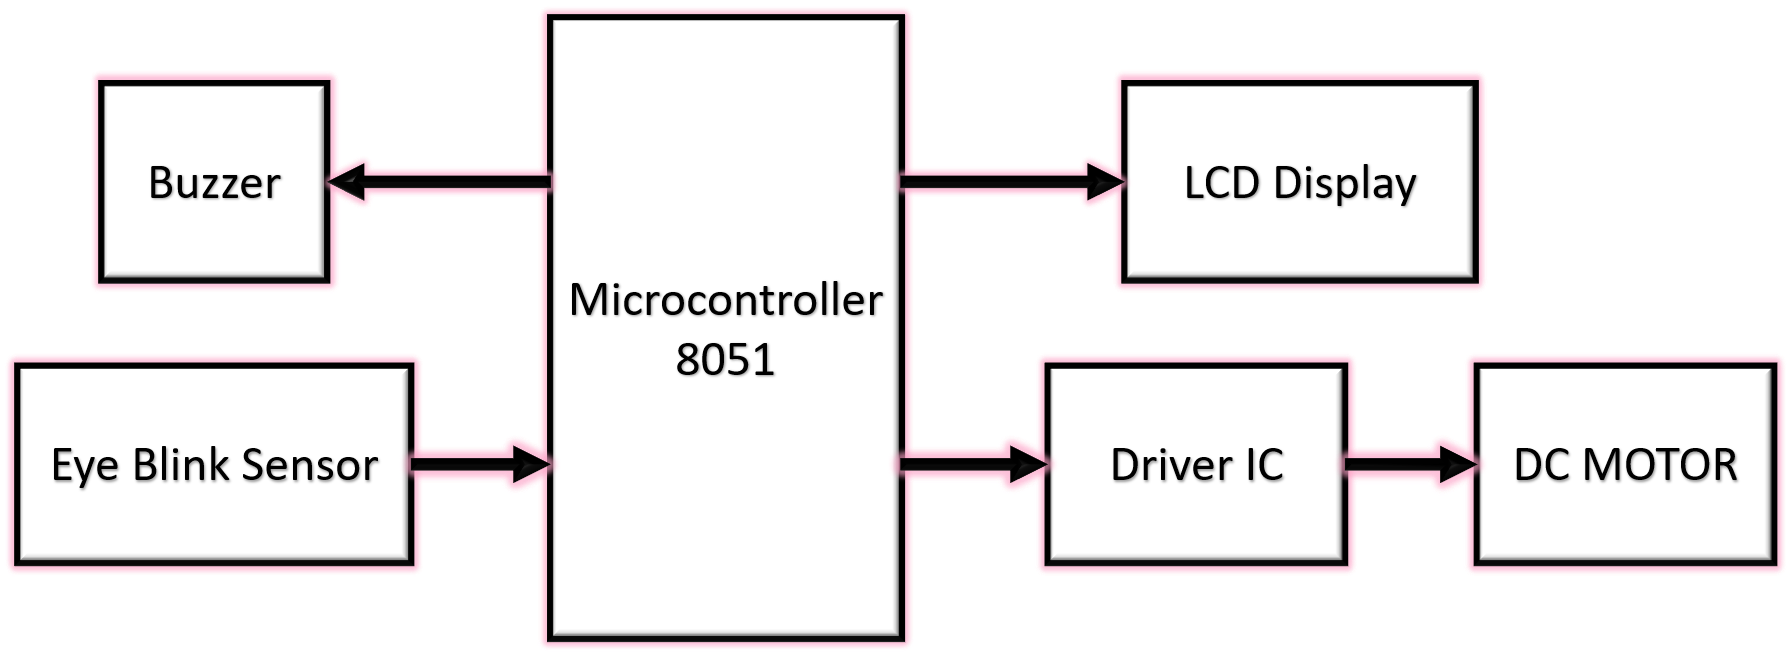 Buzzer
LCD Display
Microcontroller
8051
Eye Blink Sensor
Driver IC
DC MOTOR